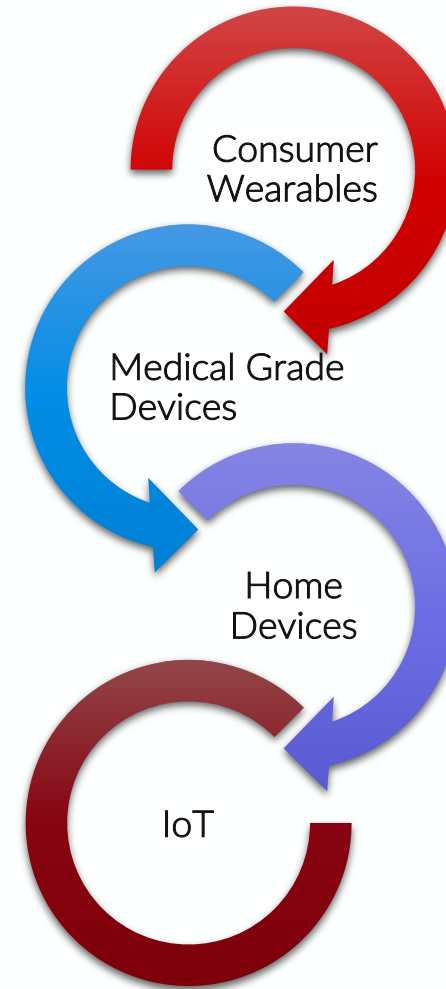 Consumer
Wearables
Medical Grade
Devices
Home
Devices
IoT